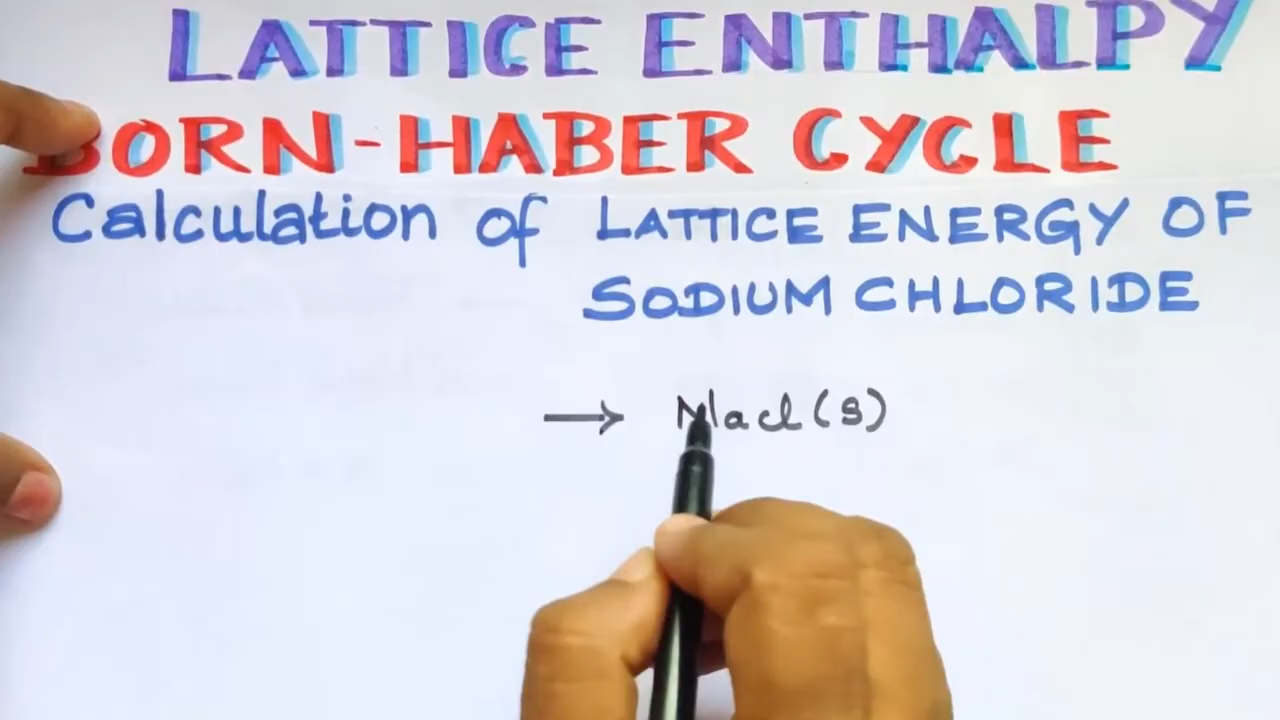 LATTICE ENTHALPY
BORN-HABER CYCLE
Calculation of LATTICE ENERGY OF
SODIUM CHLORIDE
→ Nacl(s)